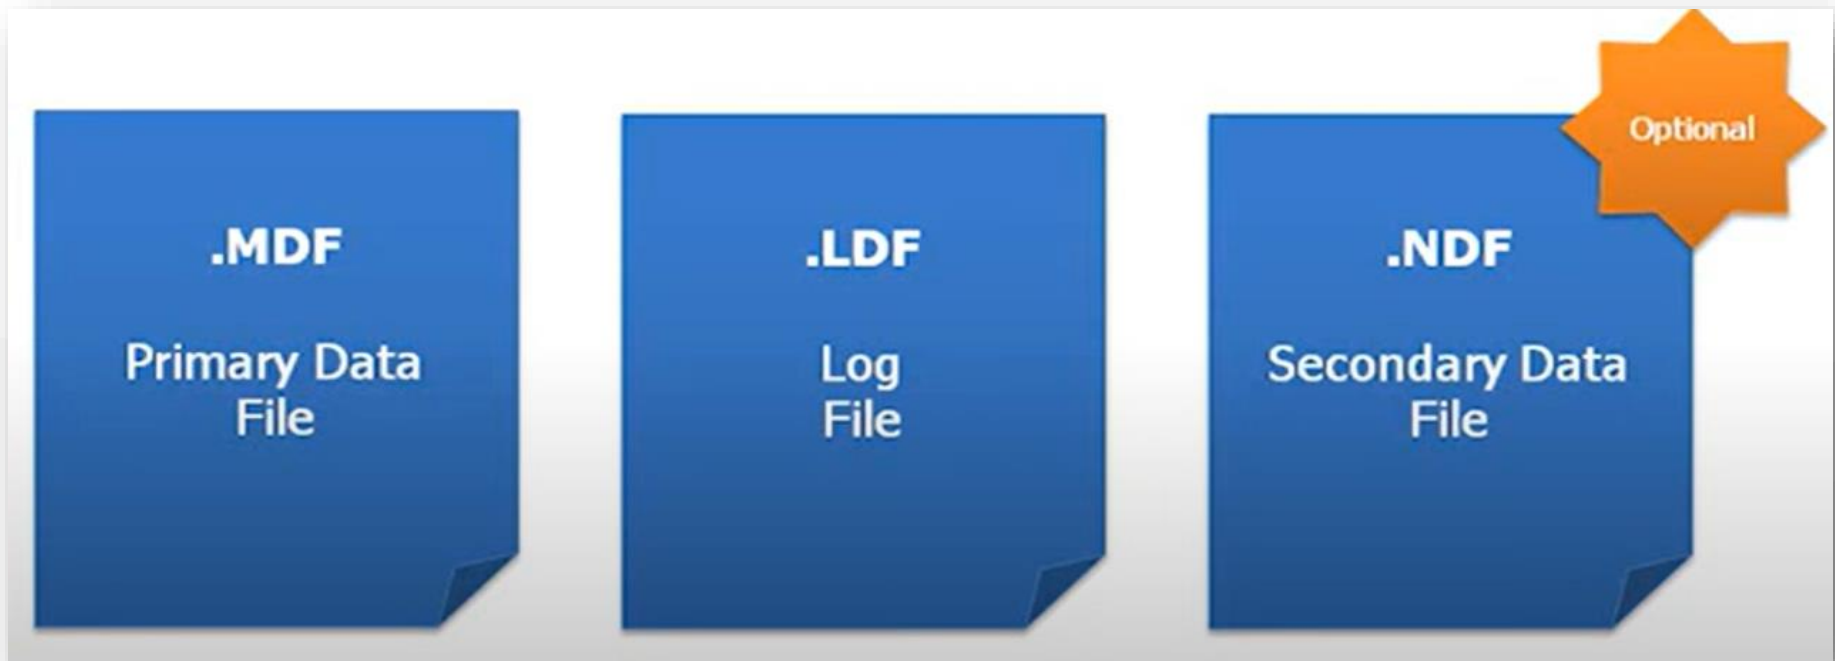 .MDF
Primary Data
File
.LDF
Log
File
.NDF
Secondary Data
File
Optional